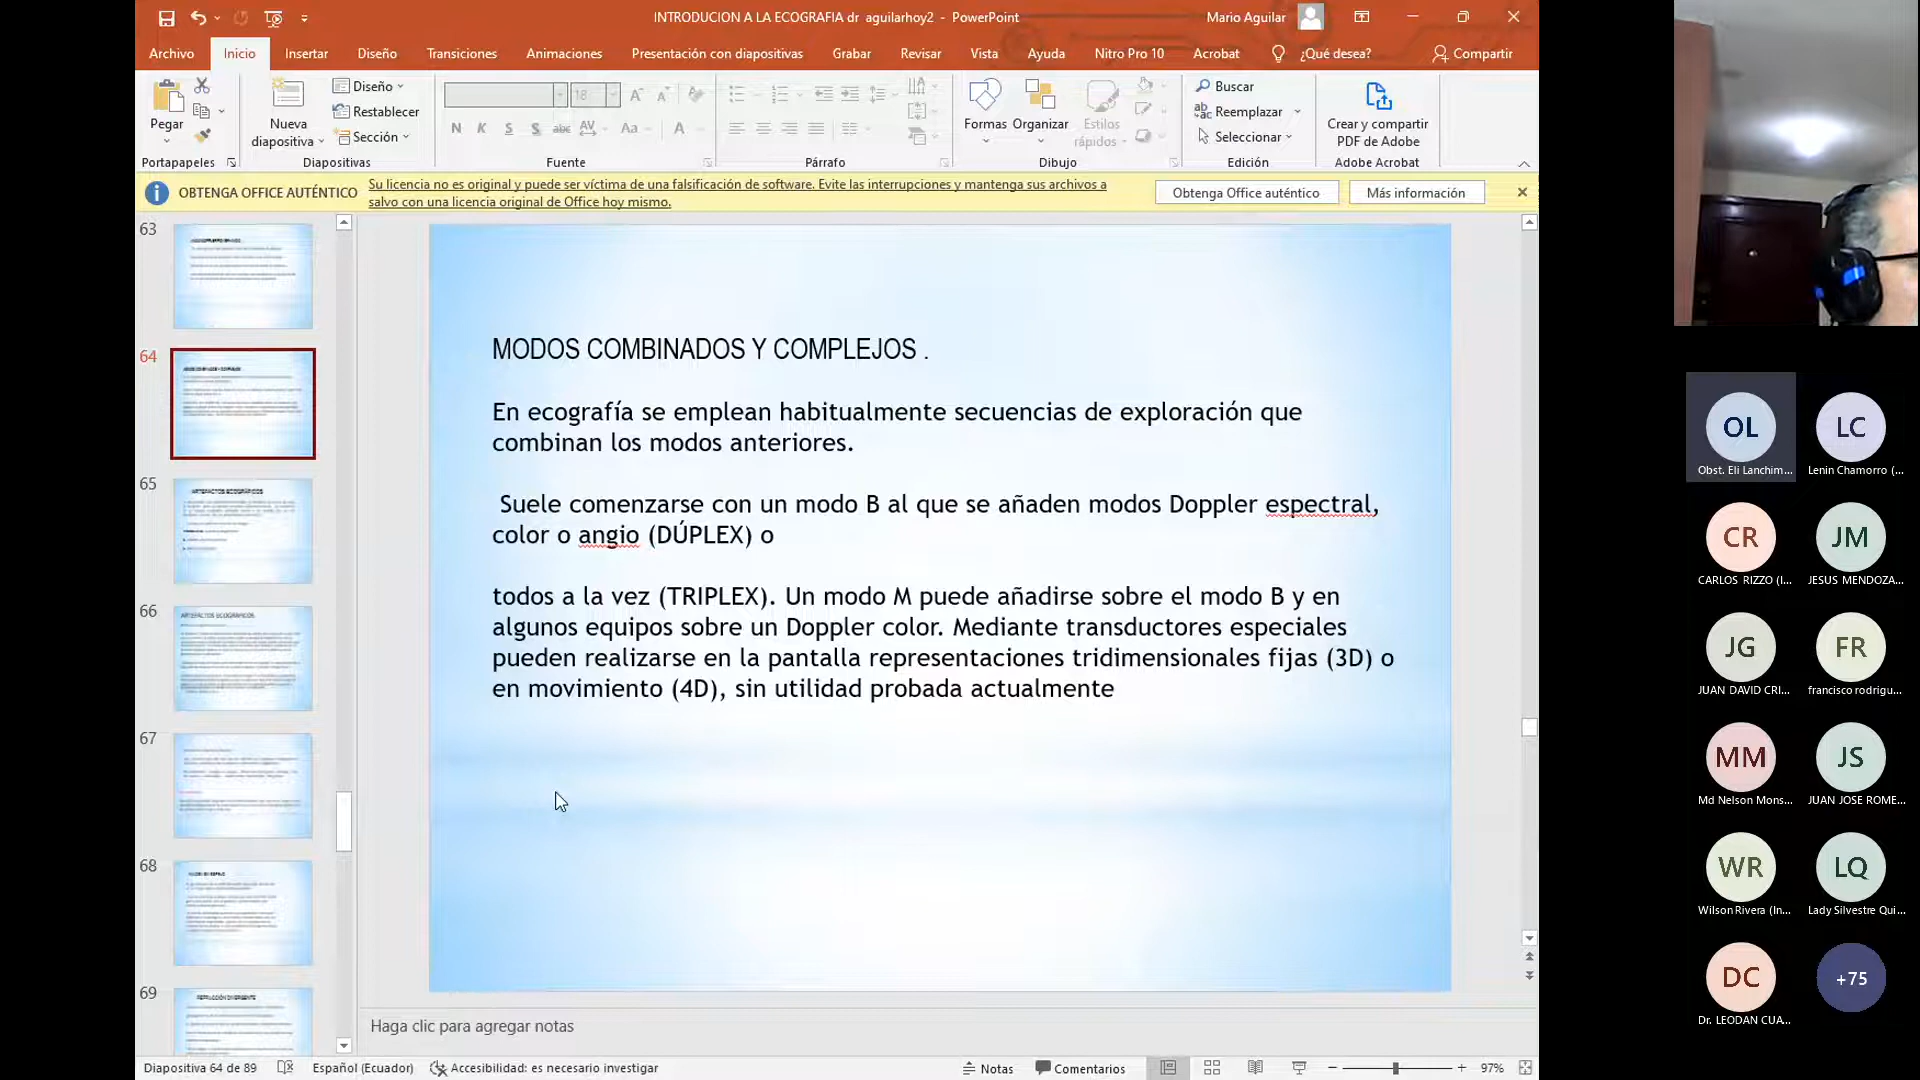 INTRODUCION A LA ECOGRAFIA dr aguilarhoy2 - PowerPoint
Mario Aguilar
Archivo Inicio Insertar Diseño Transiciones Animaciones Presentación con diapositivas Grabar Revisar Vista Ayuda Nitro Pro 10 Acrobat ¿Qué desea? Compartir
Pegar
Portapapeles
Nueva
diapositiva
Diseño
Restablecer
Sección
Diapositivas
18
N K S S abc AV Aa A
Fuente
Párrafo
Formas
Organizar
Estilos
rápidos
Dibujo
Buscar
Reemplazar
Seleccionar
Edición
Crear y compartir
PDF de Adobe
Adobe Acrobat
OBTENGA OFFICE AUTÉNTICO
Su licencia no es original y puede ser víctima de una falsificación de software. Evite las interrupciones y mantenga sus archivos a
salvo con una licencia original de Office hoy mismo.
Obtenga Office auténtico
Más información
63
64
65
ARTEFACTOS ECOGRÁFICOS
66
ARTEFACTOS ECOGRÁFICOS
67
68
69
MODOS COMBINADOS Y COMPLEJOS .
En ecografía se emplean habitualmente secuencias de exploración que
combinan los modos anteriores.
Suele comenzarse con un modo B al que se añaden modos Doppler espectral,
color o angio (DÚPLEX) o
todos a la vez (TRIPLEX). Un modo M puede añadirse sobre el modo B y en
algunos equipos sobre un Doppler color. Mediante transductores especiales
pueden realizarse en la pantalla representaciones tridimensionales fijas (3D) o
en movimiento (4D), sin utilidad probada actualmente
Haga clic para agregar notas
Diapositiva 64 de 89
Español (Ecuador)
Accesibilidad: es necesario investigar
Notas
Comentarios
97%
OL
Obst. Eli Lanchim...
LC
Lenin Chamorro (...
CR
CARLOS RIZZO (I...
JM
JESUS MENDOZA...
JG
JUAN DAVID CRI...
FR
francisco rodrigu...
MM
Md Nelson Mons...
JS
JUAN JOSE ROME...
WR
Wilson Rivera (In...
LQ
Lady Silvestre Qui...
DC
Dr. LEODAN CUA...
+75